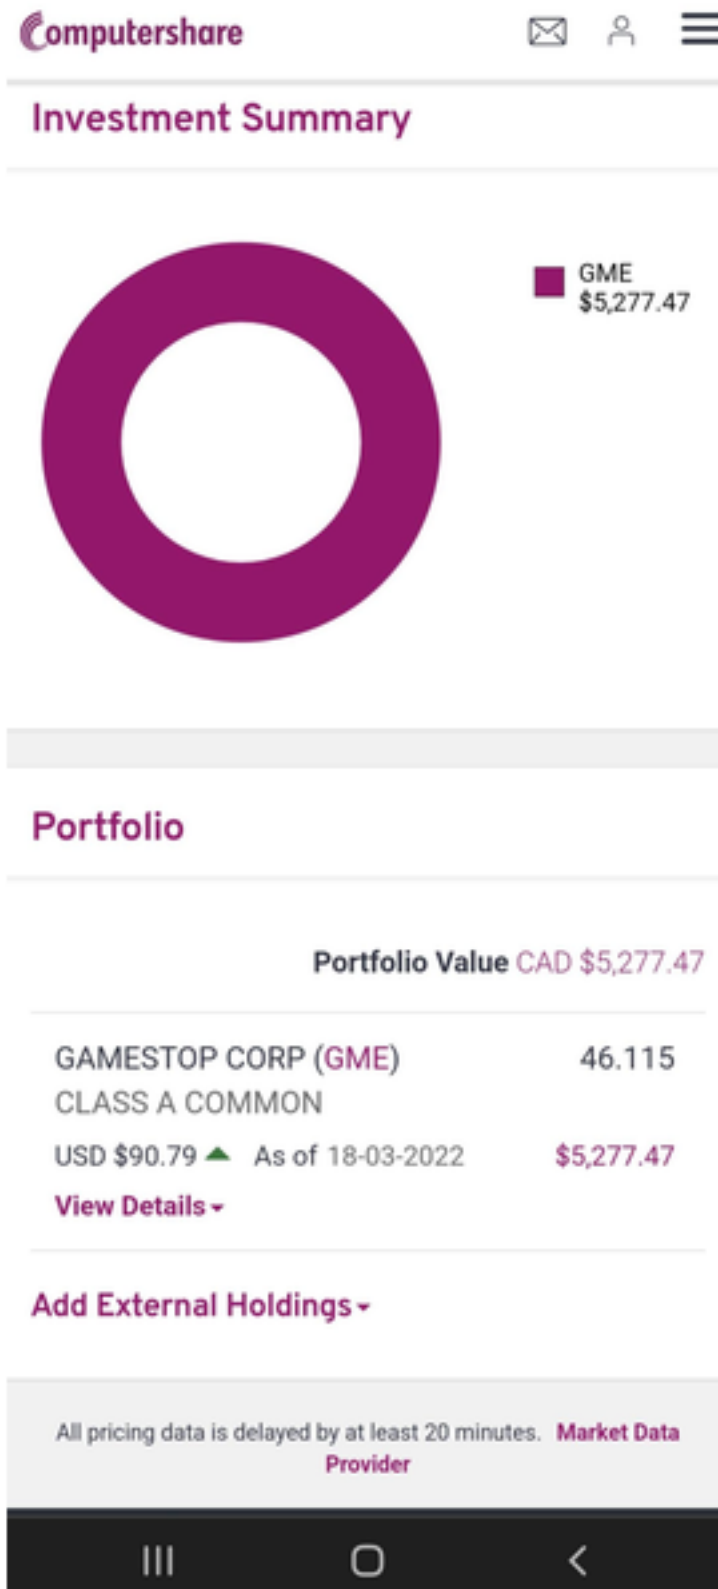 Computershare
Investment Summary
GME
$5,277.47
Portfolio
Portfolio Value CAD $5,277.47
GAMESTOP CORP (GME) 46.115
CLASS A COMMON
USD $90.79 As of 18-03-2022 $5,277.47
View Details
Add External Holdings
All pricing data is delayed by at least 20 minutes. Market Data
Provider